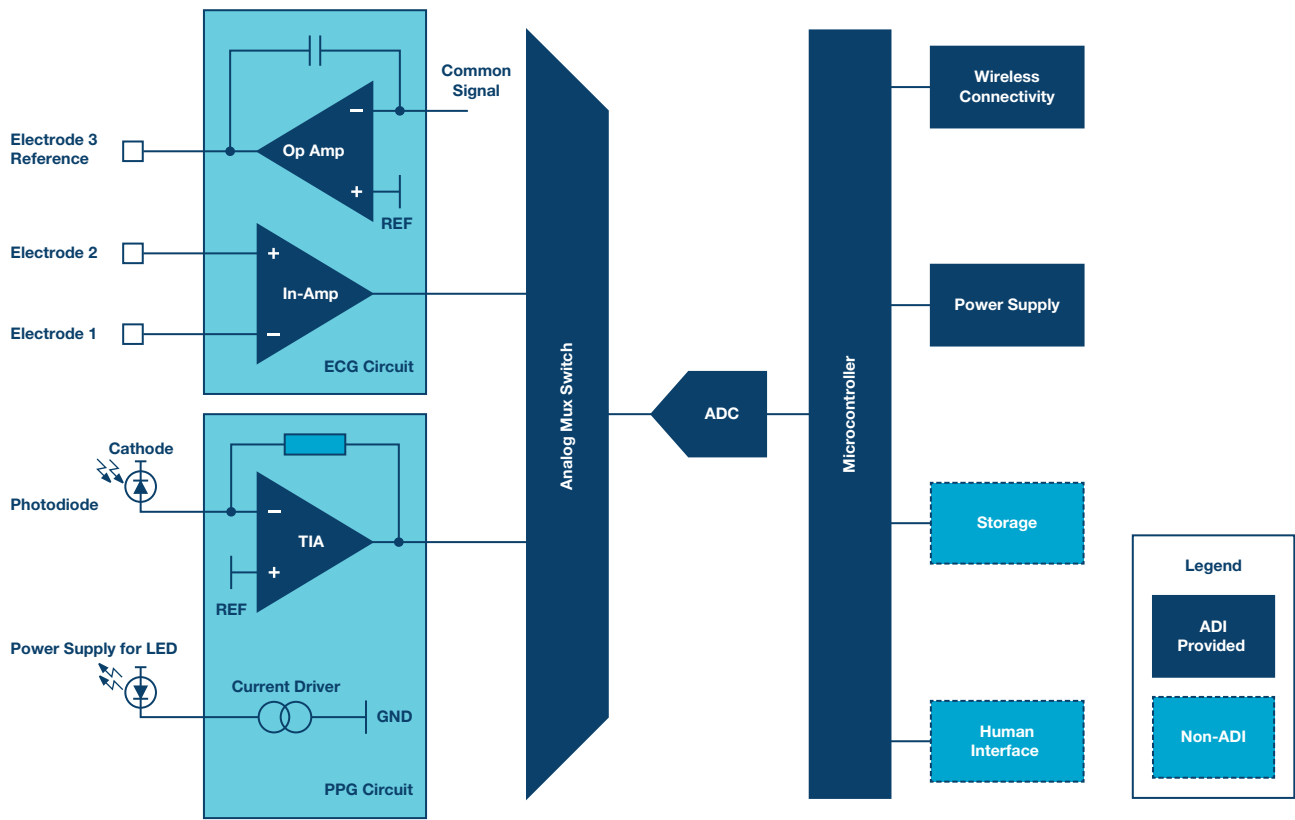 Common
Signal
Electrode 3
Reference
−
Op Amp
+
REF
Electrode 2
+
In-Amp
Electrode 1
−
ECG Circuit
Cathode
Photodiode
−
TIA
+
REF
Power Supply for LED
Current Driver
GND
PPG Circuit
Analog Mux Switch
ADC
Microcontroller
Wireless
Connectivity
Power Supply
Storage
Human
Interface
Legend
ADI
Provided
Non-ADI